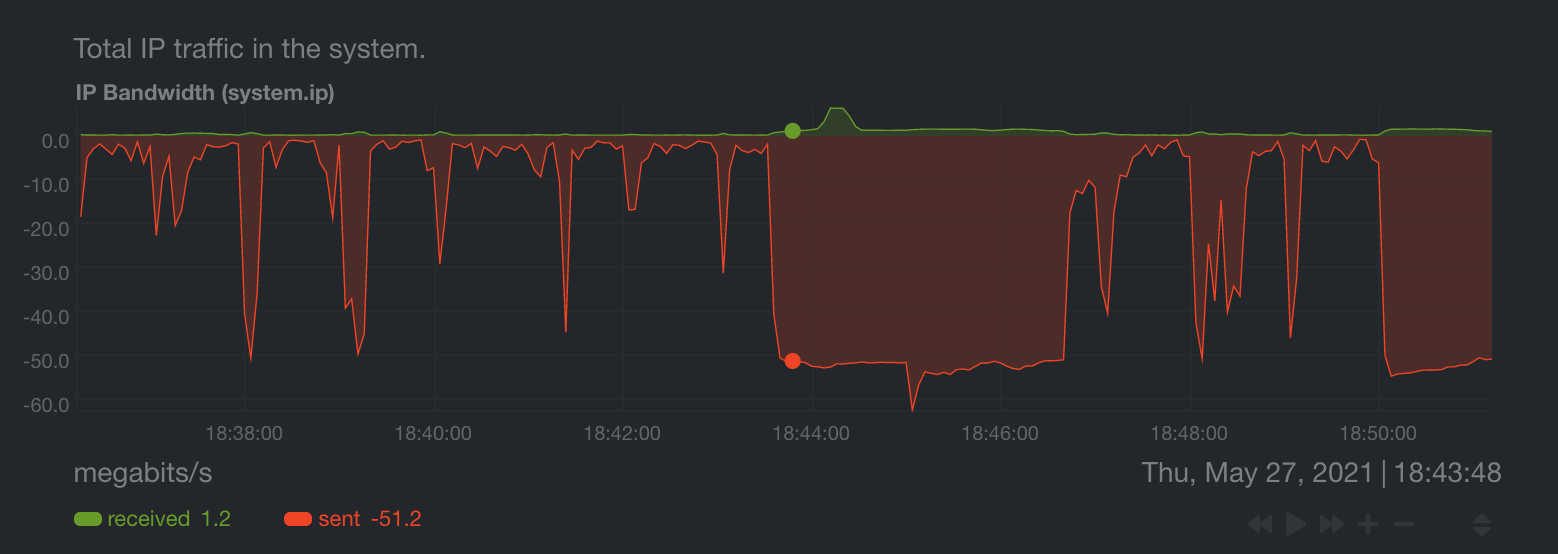 Total IP traffic in the system.
IP Bandwidth (system.ip)
0.0
-10.0
-20.0
-30.0
-40.0
-50.0
-60.0
18:38:00 18:40:00 18:42:00 18:44:00 18:46:00 18:48:00 18:50:00
megabits/s Thu, May 27, 2021 | 18:43:48
received 1.2 sent -51.2